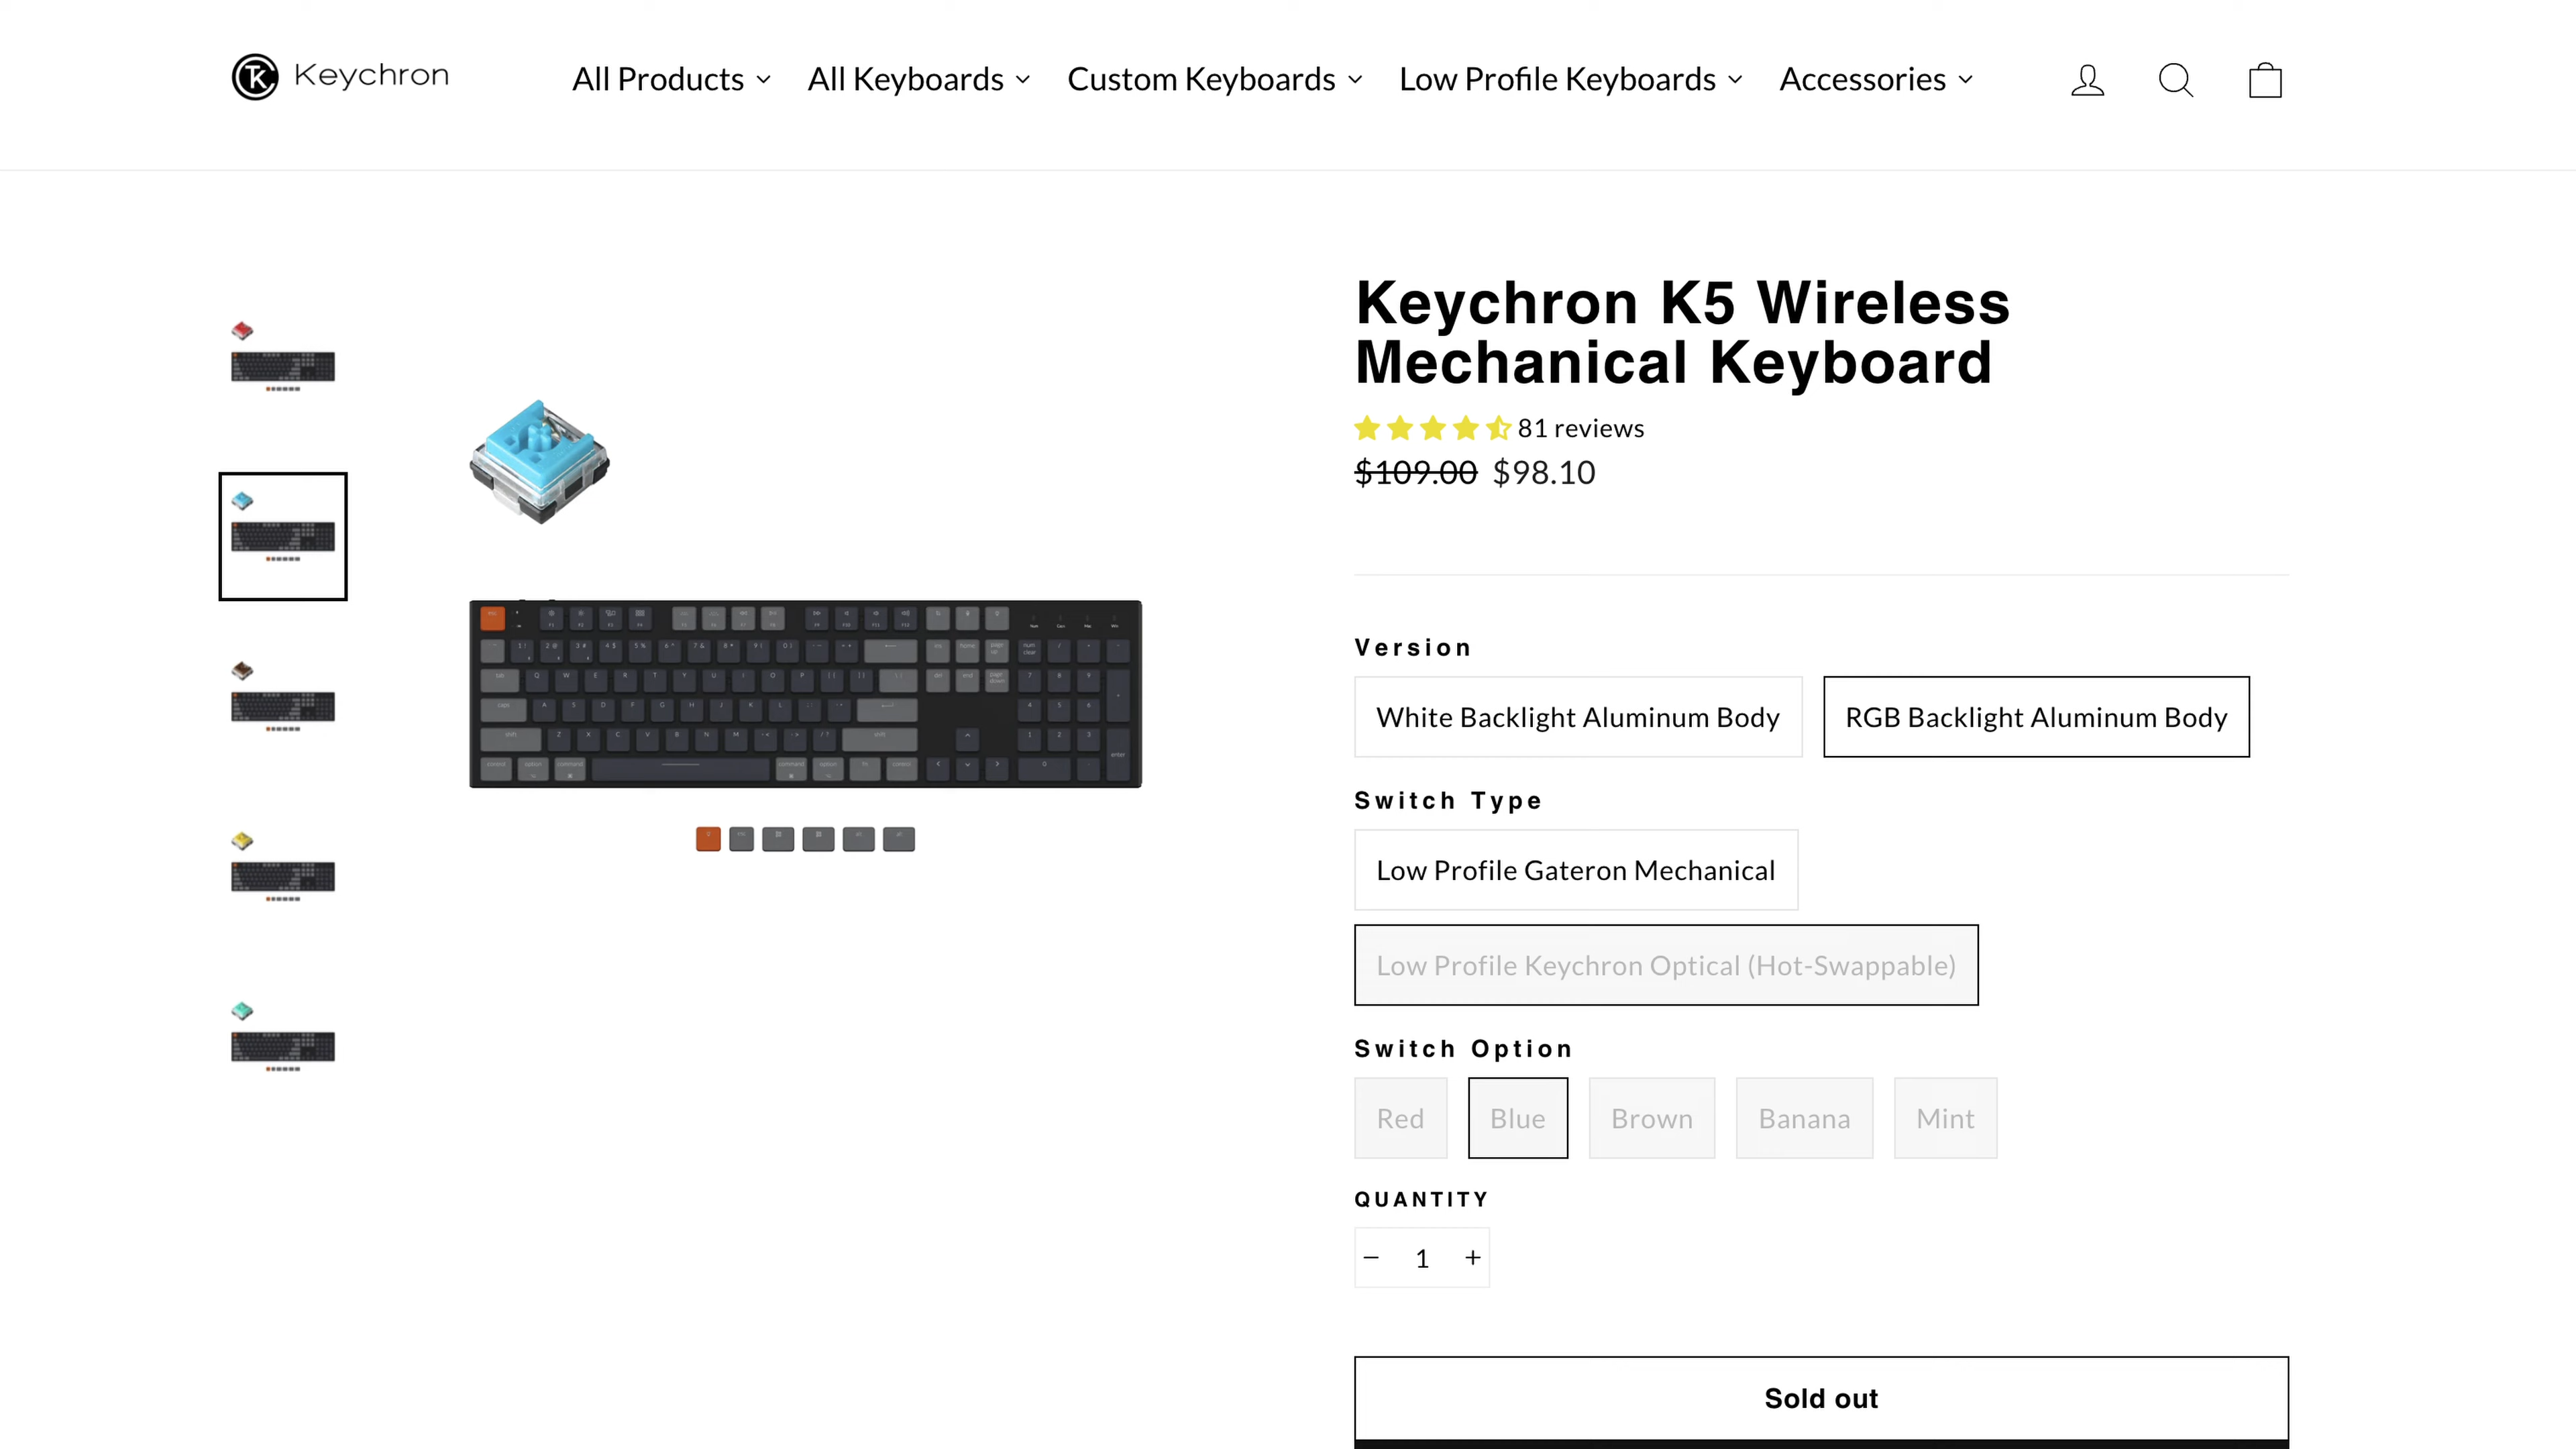 Keychron
All Products
All Keyboards
Custom Keyboards
Low Profile Keyboards
Accessories
Keychron K5 Wireless
Mechanical Keyboard
81 reviews
$109.00 $98.10
Version
White Backlight Aluminum Body
RGB Backlight Aluminum Body
Switch Type
Low Profile Gateron Mechanical
Low Profile Keychron Optical (Hot-Swappable)
Switch Option
Red
Blue
Brown
Banana
Mint
QUANTITY
− 1 +
Sold out